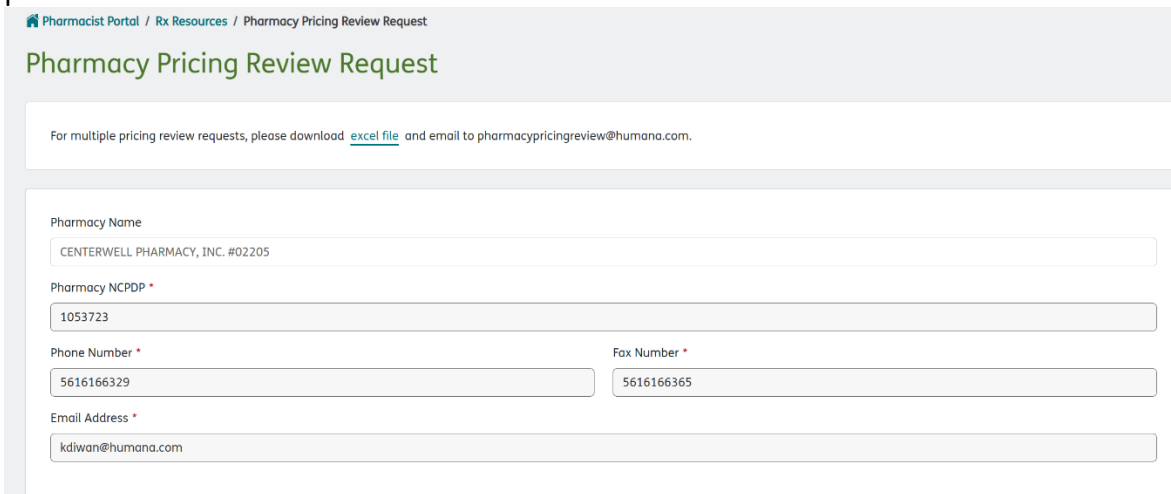 Pharmacist Portal / Rx Resources / Pharmacy Pricing Review Request
Pharmacy Pricing Review Request
For multiple pricing review requests, please download excel file and email to pharmacypricingreview@humana.com.
Pharmacy Name
CENTERWELL PHARMACY, INC. #02205
Pharmacy NCPDP *
1053723
Phone Number * Fax Number *
5616166329 5616166365
Email Address *
kdiwan@humana.com